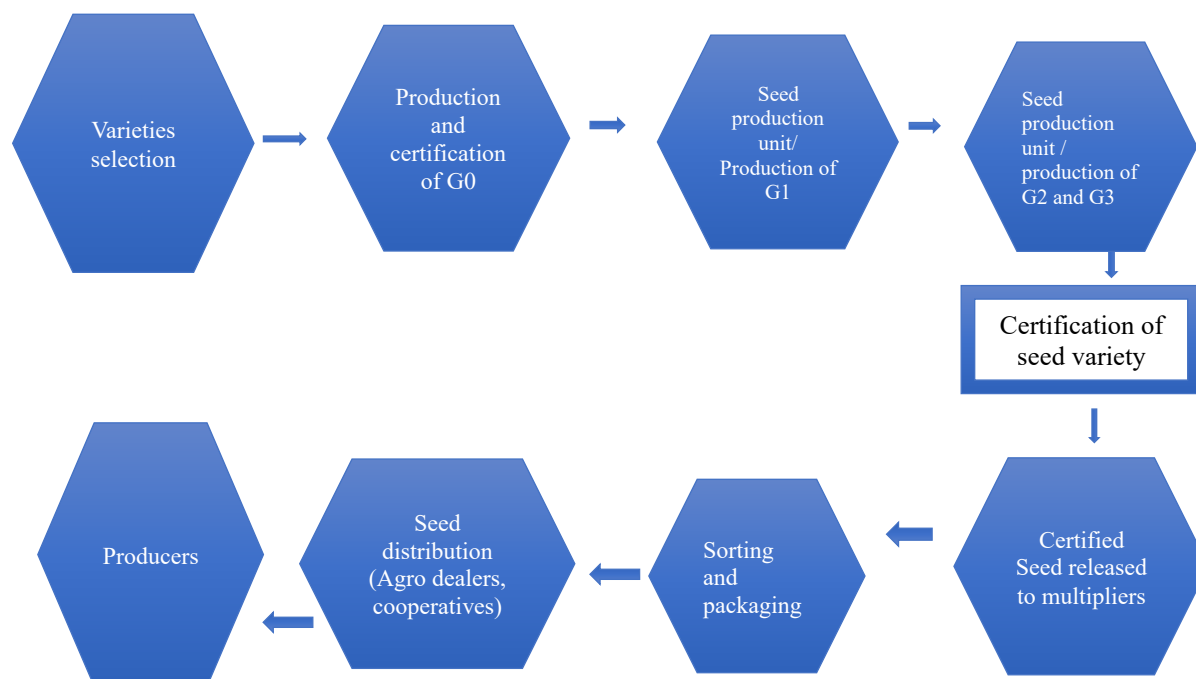 Varieties
selection
Production
and
certification
of G0
Seed
production
unit/
Production of
G1
Seed
production
unit /
production of
G2 and G3
Certification of
seed variety
Certified
Seed released
to multipliers
Sorting
and
packaging
Seed
distribution
(Agro dealers,
cooperatives)
Producers